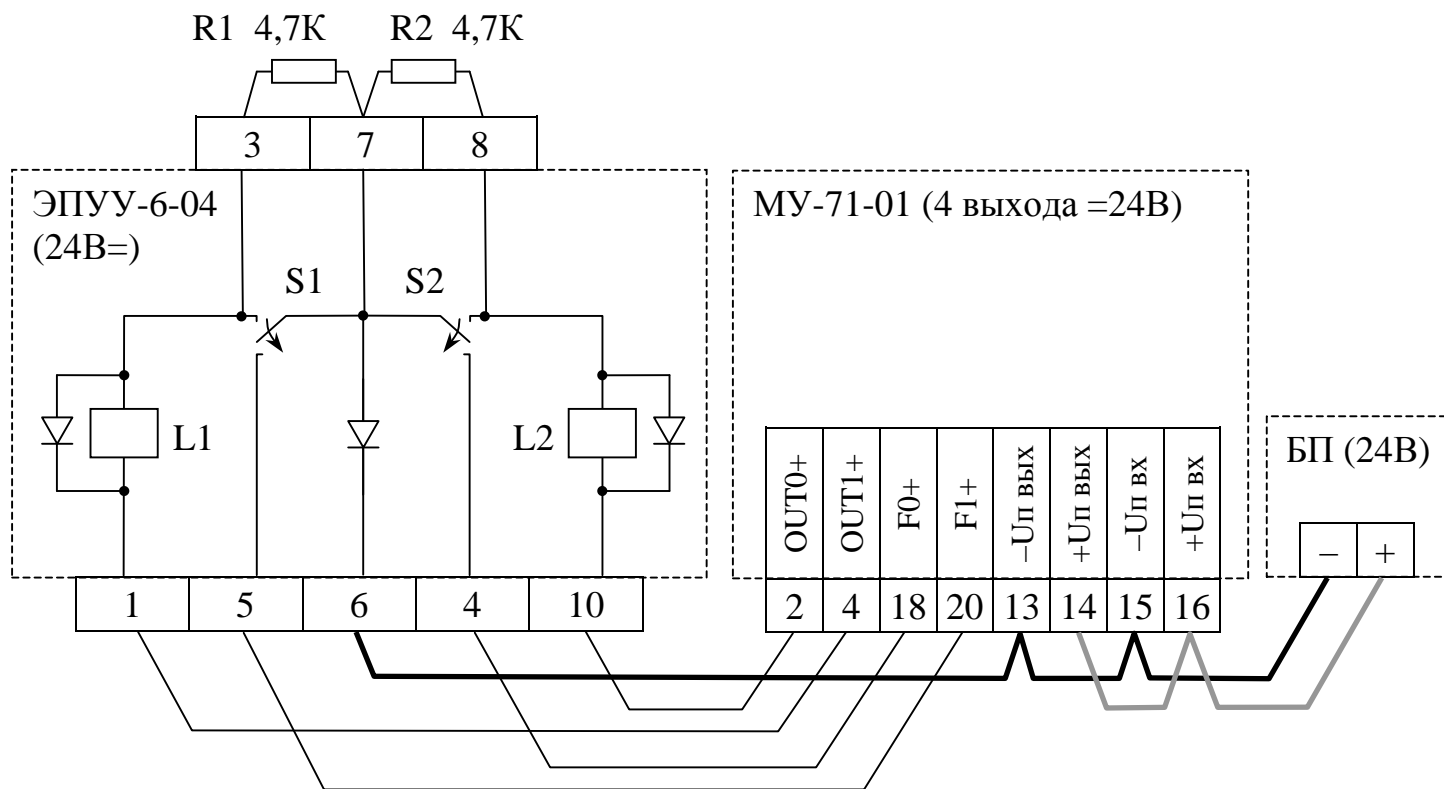 R1 4,7К R2 4,7К
3 7 8
ЭПУУ-6-04
(24В=)
МУ-71-01 (4 выхода =24В)
S1 S2
L1 L2
БП (24В)
OUT0+
OUT1+
F0+
F1+
–Uп вых
+Uп вых
–Uп вх
+Uп вх
– +
1 5 6 4 10
2 4 18 20 13 14 15 16